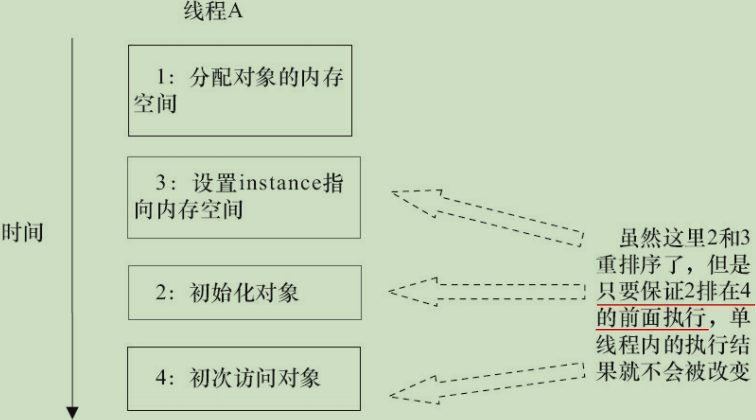 线程A
1：分配对象的内存
空间
3：设置instance指
向内存空间
时间
2：初始化对象
4：初次访问对象
虽然这里2和3
重排序了，但是
只要保证2排在4
的前面执行，单
线程内的执行结
果就不会被改变